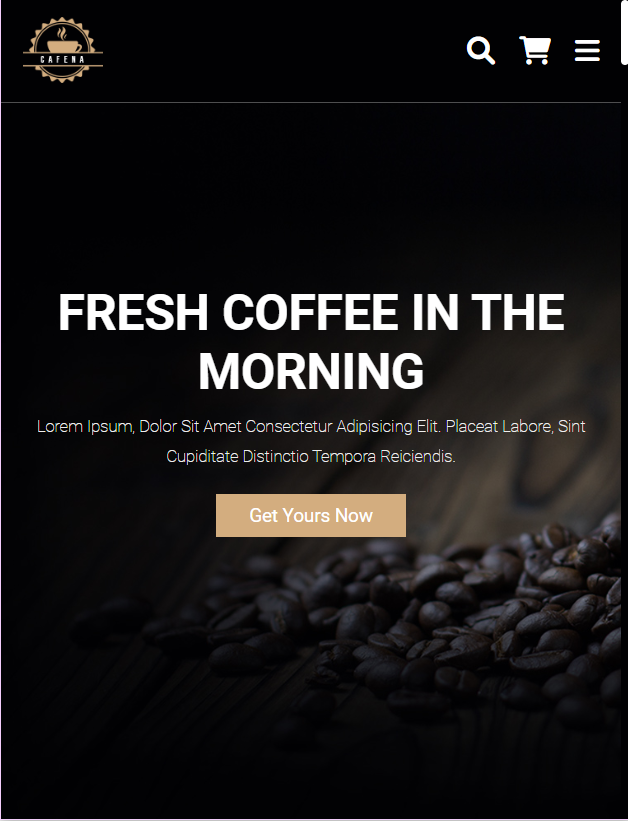 CAFENA
FRESH COFFEE IN THE
MORNING
Lorem Ipsum, Dolor Sit Amet Consectetur Adipisicing Elit. Placeat Labore, Sint
Cupiditate Distinctio Tempora Reiciendis.
Get Yours Now